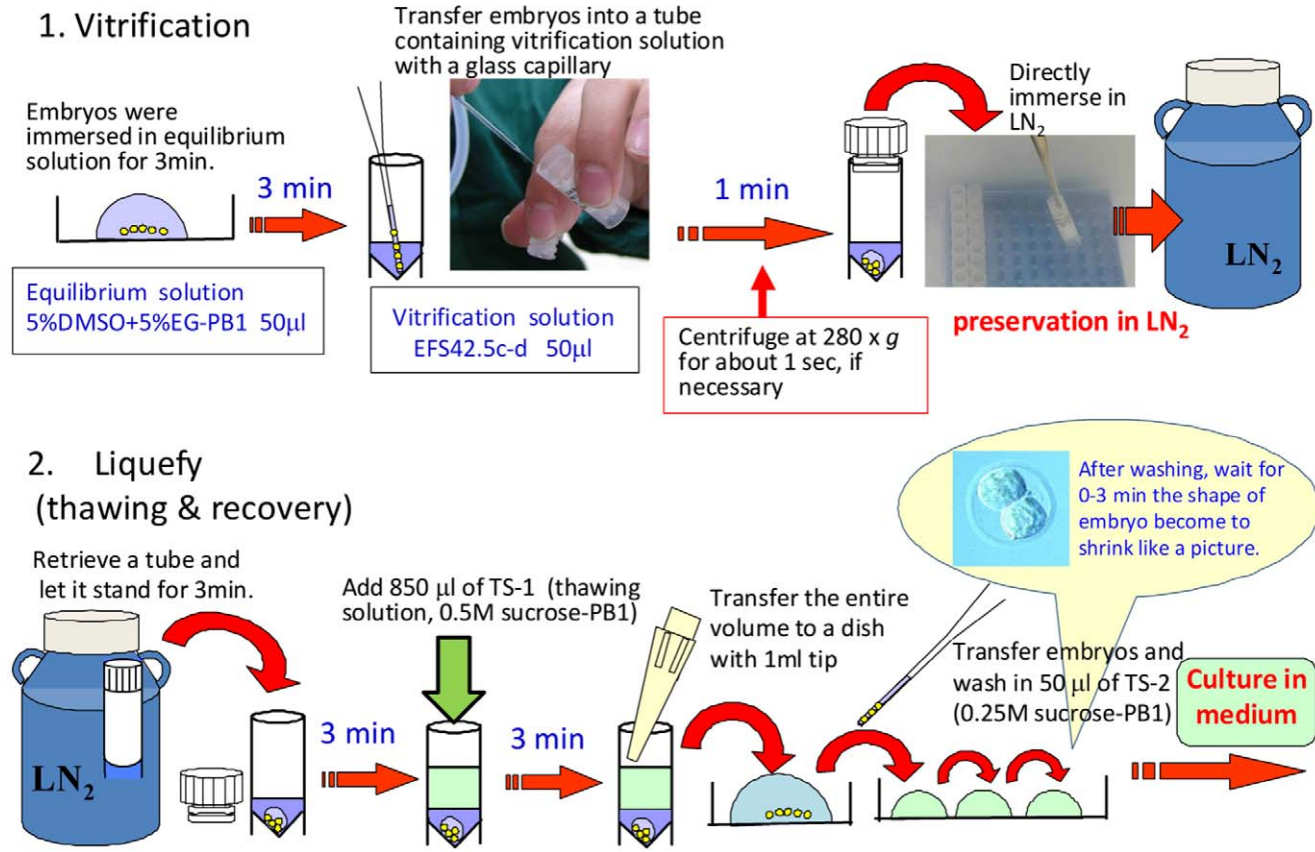 1. Vitrification
Embryos were
immersed in equilibrium
solution for 3min.
3 min
Equilibrium solution
5%DMSO+5%EG-PB1 50μl
Transfer embryos into a tube
containing vitrification solution
with a glass capillary
Vitrification solution
EFS42.5c-d 50μl
1 min
Centrifuge at 280 x g
for about 1 sec, if
necessary
Directly
immerse in
LN₂
preservation in LN₂
LN₂
2. Liquefy
(thawing & recovery)
Retrieve a tube and
let it stand for 3min.
LN₂
3 min
Add 850 μl of TS-1 (thawing
solution, 0.5M sucrose-PB1)
3 min
Transfer the entire
volume to a dish
with 1ml tip
After washing, wait for
0-3 min the shape of
embryo become to
shrink like a picture.
Transfer embryos and
wash in 50 μl of TS-2
(0.25M sucrose-PB1)
Culture in
medium